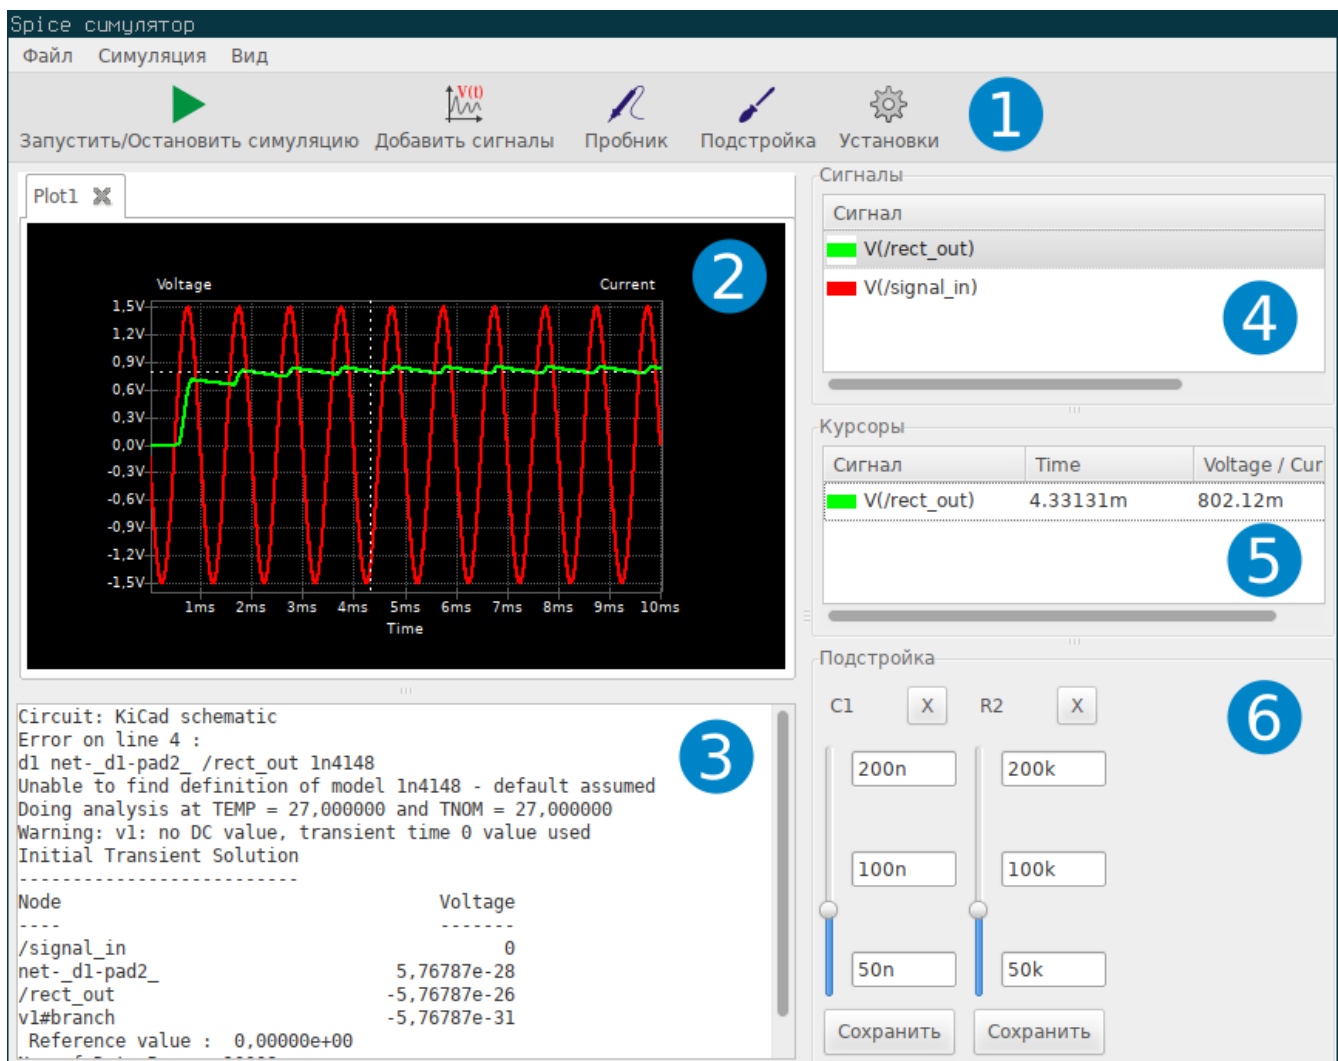 Spice симулятор
Файл Симуляция Вид
Запустить/Остановить симуляцию Добавить сигналы Пробник Подстройка Установки
V(t)
1
Plot1
2
Voltage Current
1,5V
1,2V
0,9V
0,6V
0,3V
0,0V
-0,3V
-0,6V
-0,9V
-1,2V
-1,5V
1ms 2ms 3ms 4ms 5ms 6ms 7ms 8ms 9ms 10ms
Time
Circuit: KiCad schematic
Error on line 4 :
d1 net-_d1-pad2_ /rect_out 1n4148
Unable to find definition of model 1n4148 - default assumed
Doing analysis at TEMP = 27,000000 and TNOM = 27,000000
Warning: v1: no DC value, transient time 0 value used
Initial Transient Solution
--------------------------
Node Voltage
---- -------
/signal_in 0
net-_d1-pad2_ 5,76787e-28
/rect_out -5,76787e-26
v1#branch -5,76787e-31
Reference value : 0,00000e+00
3
Сигналы
Сигнал
V(/rect_out)
V(/signal_in)
4
Курсоры
Сигнал Time Voltage / Cur
V(/rect_out) 4.33131m 802.12m
5
Подстройка
C1 X R2 X
6
200n 200k
100n 100k
50n 50k
Сохранить Сохранить